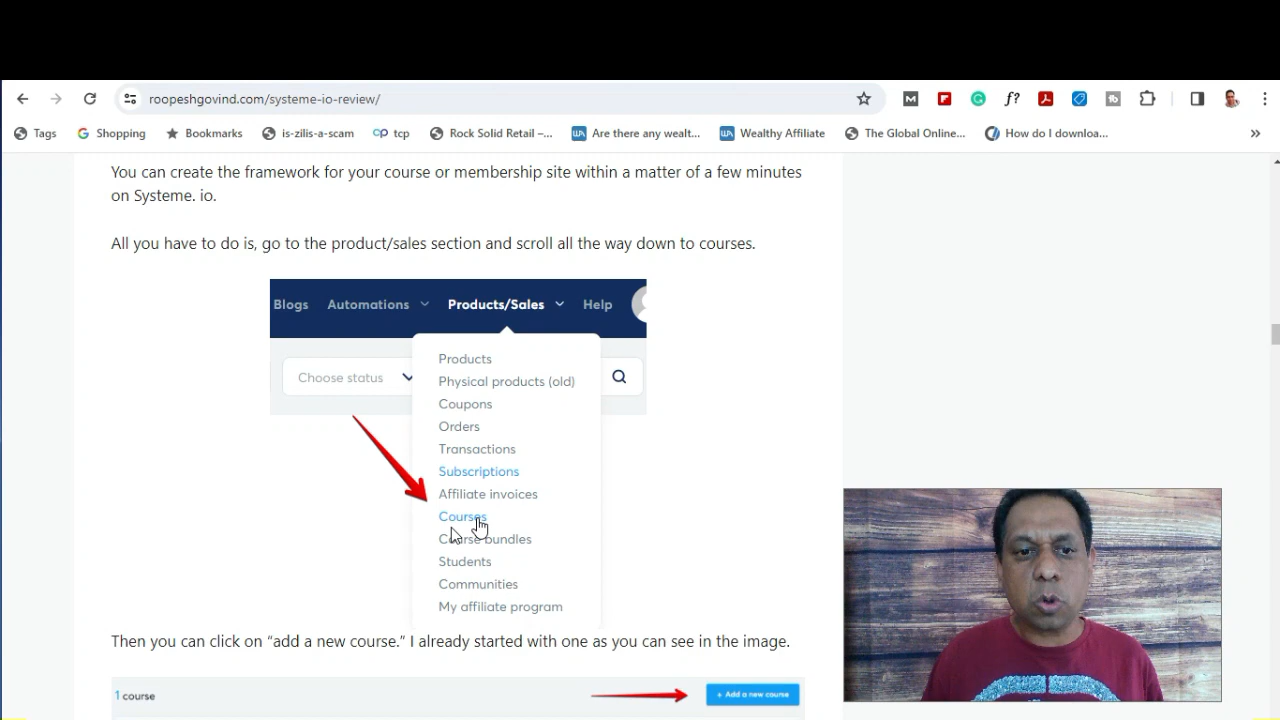 roopeshgovind.com/systeme-io-review/
Tags Shopping Bookmarks is-zilis-a-scam tcp Rock Solid Retail –... Are there any wealt... Wealthy Affiliate The Global Online... How do I downloa...
You can create the framework for your course or membership site within a matter of a few minutes
on Systeme. io.
All you have to do is, go to the product/sales section and scroll all the way down to courses.
Blogs Automations Products/Sales Help
Choose status
Products
Physical products (old)
Coupons
Orders
Transactions
Subscriptions
Affiliate invoices
Courses
Course bundles
Students
Communities
My affiliate program
Then you can click on “add a new course.” I already started with one as you can see in the image.
1 course + Add a new course